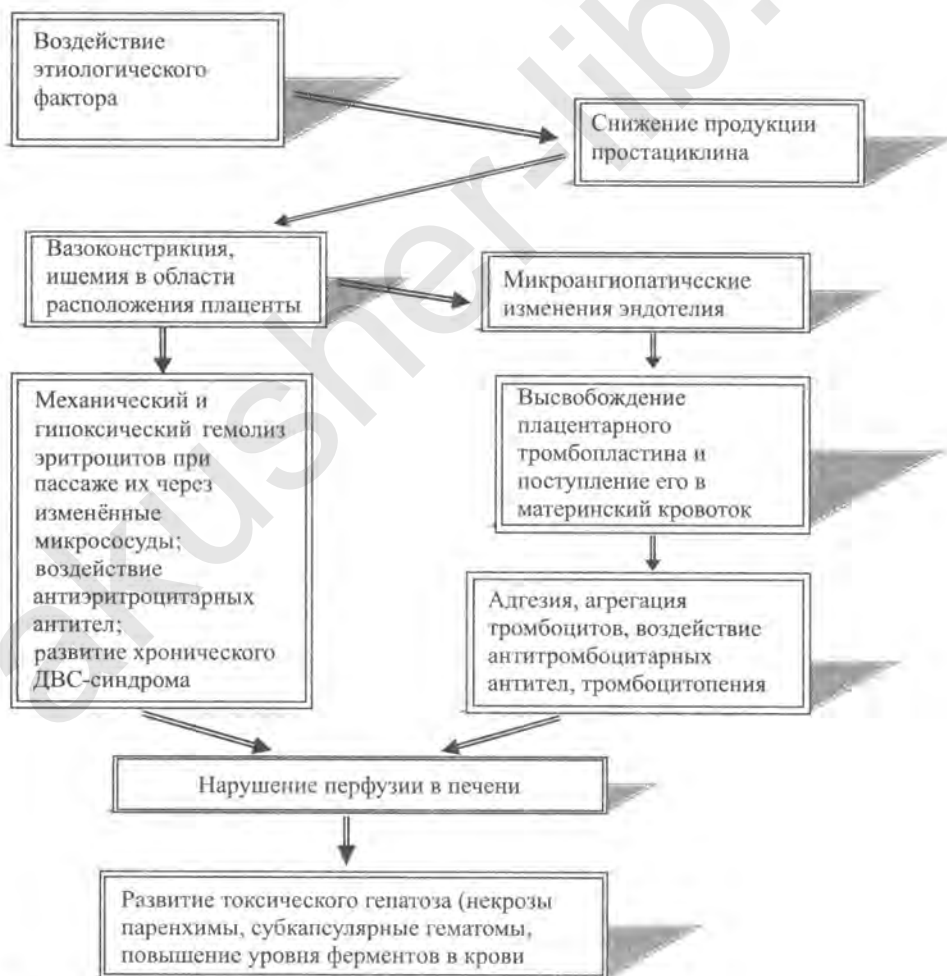 Воздействие
этиологического
фактора
Снижение продукции
простациклина
Вазоконстрикция,
ишемия в области
расположения плаценты
Микроангиопатические
изменения эндотелия
Механический и
гипоксический гемолиз
эритроцитов при
пассаже их через
изменённые
микрососуды;
воздействие
антиэритроцитарных
антител;
развитие хронического
ДВС-синдрома
Высвобождение
плацентарного
тромбопластина и
поступление его в
материнский кровоток
Адгезия, агрегация
тромбоцитов, воздействие
антитромбоцитарных
антител, тромбоцитопения
Нарушение перфузии в печени
Развитие токсического гепатоза (некрозы
паренхимы, субкапсулярные гематомы,
повышение уровня ферментов в крови
akusher-lib.